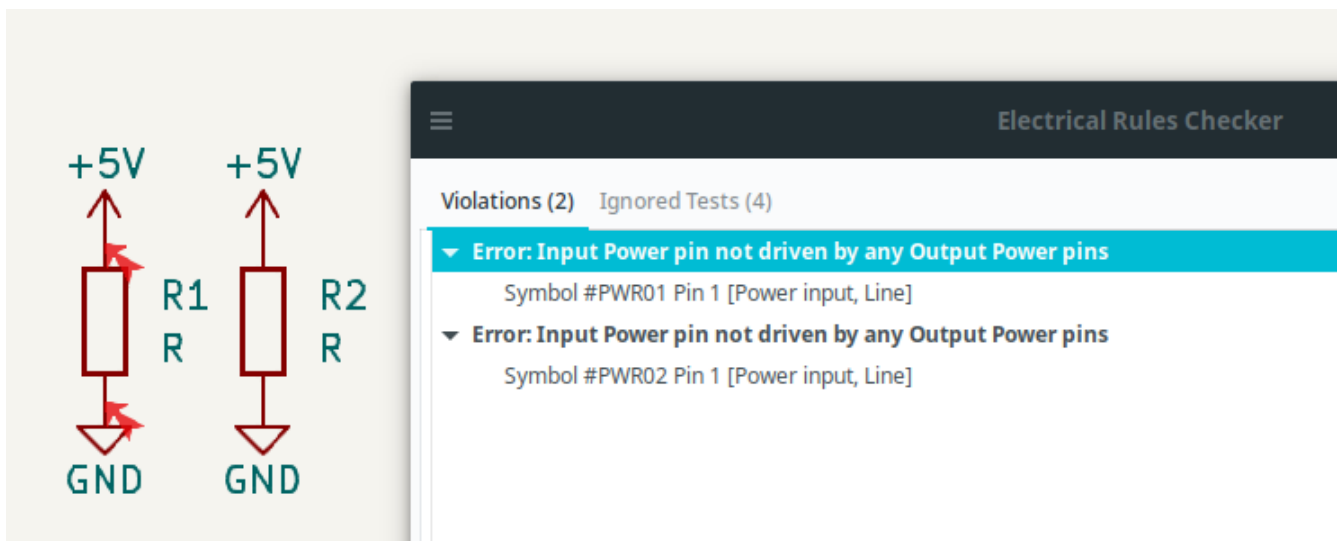 +5V +5V
R1 R2
R R
GND GND
Electrical Rules Checker
Violations (2) Ignored Tests (4)
Error: Input Power pin not driven by any Output Power pins
Symbol #PWR01 Pin 1 [Power input, Line]
Error: Input Power pin not driven by any Output Power pins
Symbol #PWR02 Pin 1 [Power input, Line]